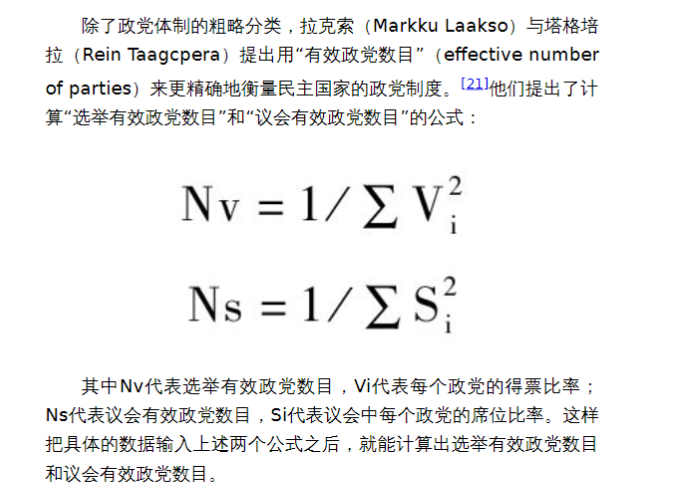 除了政党体制的粗略分类，拉克索（Markku Laakso）与塔格培
拉（Rein Taagcpera）提出用“有效政党数目”（effective number
of parties）来更精确地衡量民主国家的政党制度。[21]他们提出了计
算“选举有效政党数目”和“议会有效政党数目”的公式：
Nv = 1/∑V_i^2
Ns = 1/∑S_i^2
其中Nv代表选举有效政党数目，Vi代表每个政党的得票比率；
Ns代表议会有效政党数目，Si代表议会中每个政党的席位比率。这样
把具体的数据输入上述两个公式之后，就能计算出选举有效政党数目
和议会有效政党数目。